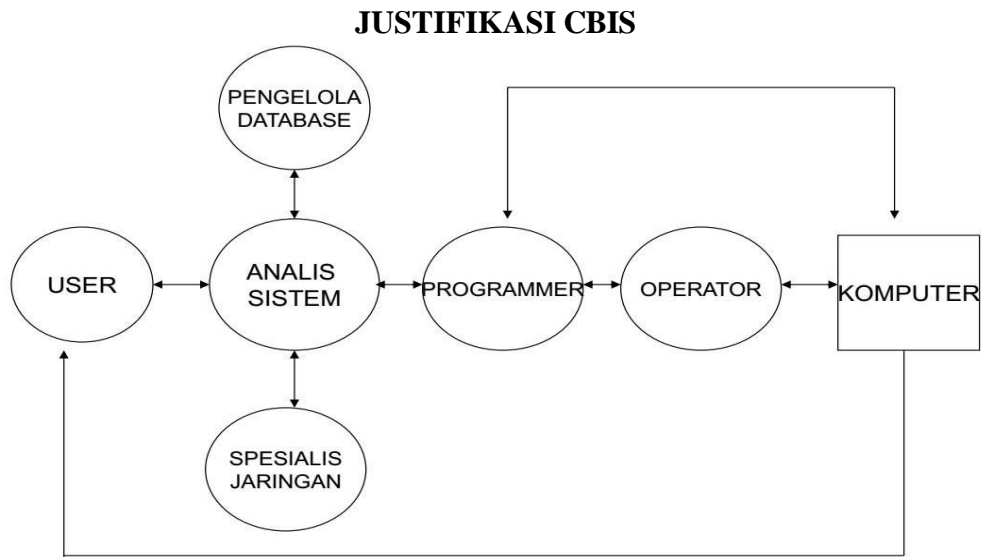 JUSTIFIKASI CBIS
PENGELOLA
DATABASE
USER
ANALIS
SISTEM
PROGRAMMER
OPERATOR
KOMPUTER
SPESIALIS
JARINGAN